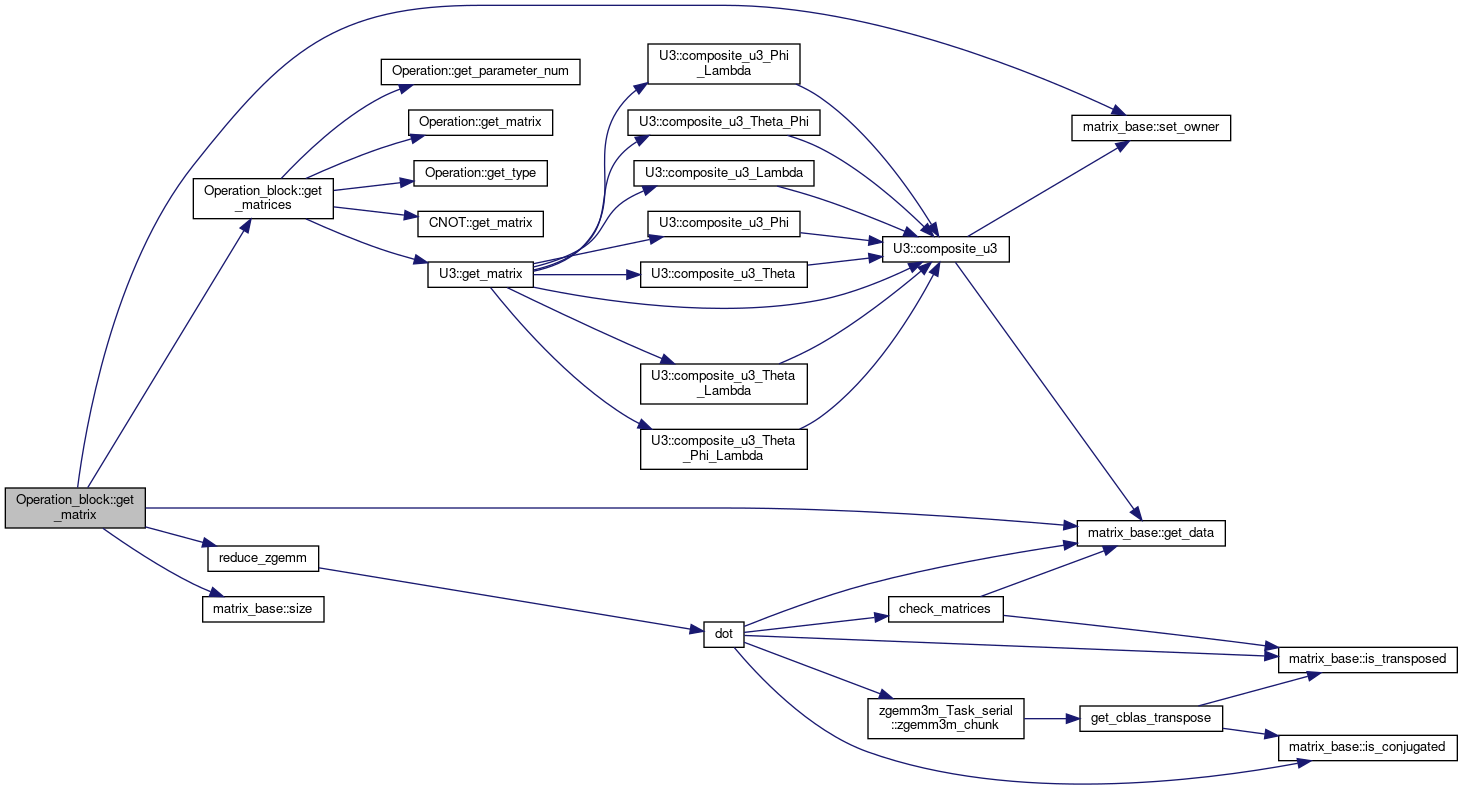 U3::composite_u3_Phi
_Lambda
Operation::get_parameter_num
Operation::get_matrix
U3::composite_u3_Theta_Phi
matrix_base::set_owner
Operation::get_type
U3::composite_u3_Lambda
Operation_block::get
_matrices
CNOT::get_matrix
U3::composite_u3_Phi
U3::composite_u3
U3::get_matrix
U3::composite_u3_Theta
U3::composite_u3_Theta
_Lambda
U3::composite_u3_Theta
_Phi_Lambda
Operation_block::get
_matrix
matrix_base::get_data
reduce_zgemm
matrix_base::size
check_matrices
dot
matrix_base::is_transposed
zgemm3m_Task_serial
::zgemm3m_chunk
get_cblas_transpose
matrix_base::is_conjugated